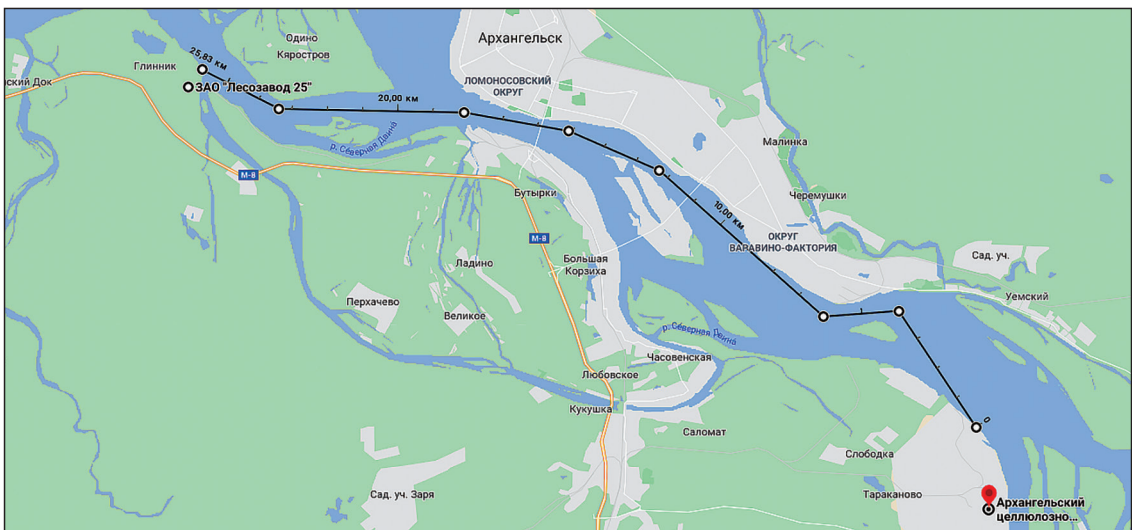 Одино
Кяростров
Архангельск
25,83 км
Глинник
ский Док
ЗАО "Лесозавод 25"
ЛОМОНОСОВСКИЙ
ОКРУГ
20,00 км
р. Северная Двина
Малинка
М-8
Бутырки
Черемушки
10,00 км
М-8
ОКРУГ
ВАРАВИНО-ФАКТОРИЯ
Большая
Корзиха
Сад. уч.
Ладино
Перхачево
Уемский
Великое
р. Северная Двина
Часовенская
Любовское
Кукушка
0
Саломат
Слободка
Сад. уч. Заря
Тараканово
Архангельский
целлюлозно...